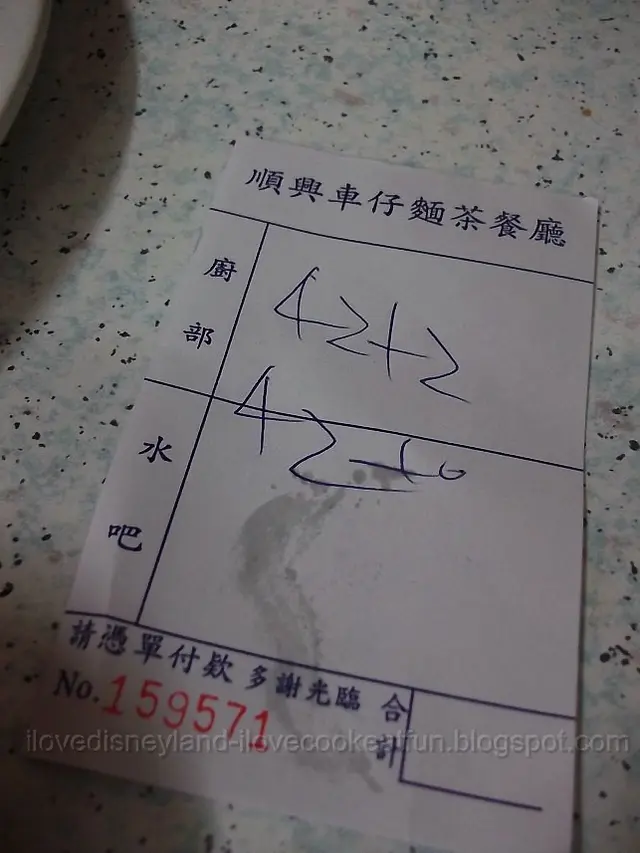 順興車仔麵茶餐廳
廚部
42+2
42+6
水吧
請憑單付欵 多謝光臨 合計
No. 159571
ilovedisneyland-ilovecookeatfun.blogspot.com